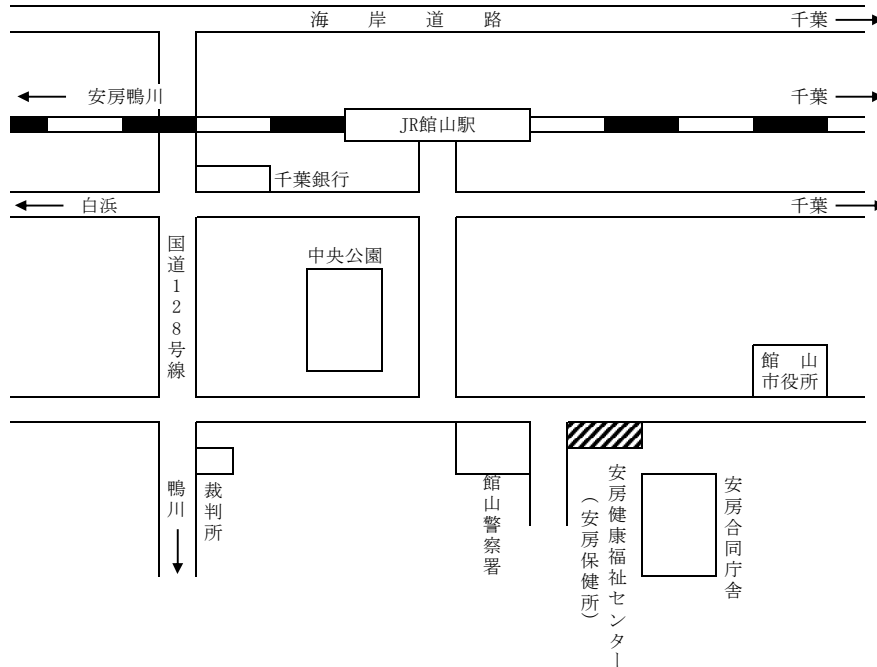 海岸道路
千葉
安房鴨川
千葉
JR館山駅
千葉銀行
白浜
千葉
国道128号線
中央公園
館山
市役所
鴨川
裁判所
館山警察署
安房健康福祉センター
（安房保健所）
安房合同庁舎